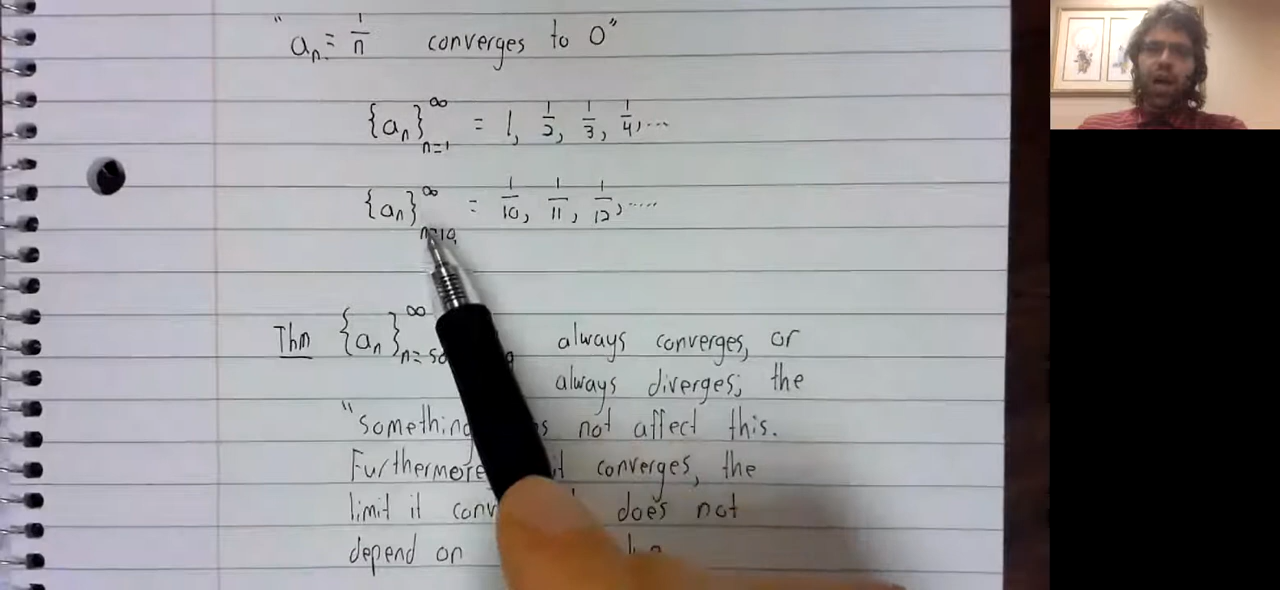 "aₙ = 1/n converges to 0"
{aₙ}∞ n=1 = 1, 1/2, 1/3, 1/4, ...
{aₙ}∞ n=10 = 1/10, 1/11, 1/12, .....
Thm {aₙ}∞ n= always converges, or
always diverges; the
"something not affect this.
Furthermore it converges, the
limit it does not
depend on